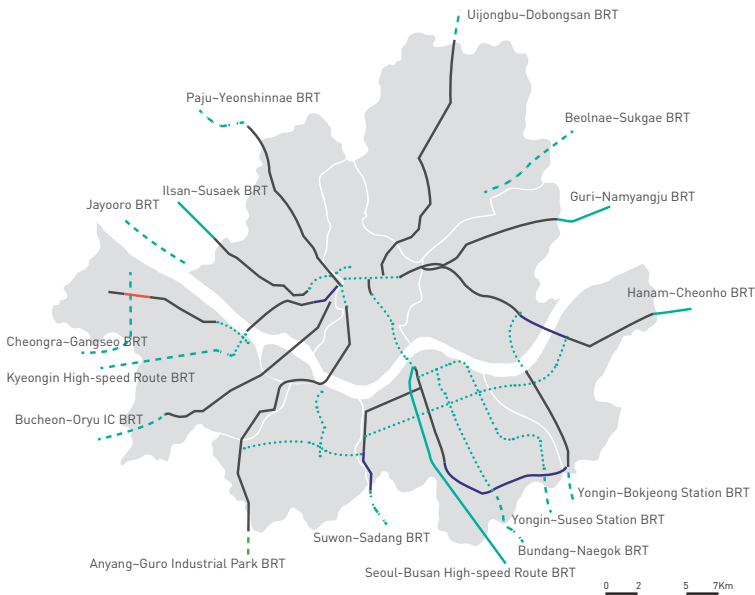 Uijongbu~Dobongsan BRT
Paju~Yeonshinnae BRT
Beolnae~Sukgae BRT
Ilsan~Susaek BRT
Guri~Namyangju BRT
Jayooro BRT
Hanam~Cheonho BRT
Cheongra~Gangseo BRT
Kyeongin High-speed Route BRT
Bucheon~Oryu IC BRT
Yongin~Bokjeong Station BRT
Yongin~Suseo Station BRT
Suwon~Sadang BRT
Bundang~Naegok BRT
Anyang~Guro Industrial Park BRT
Seoul-Busan High-speed Route BRT
0 2 5 7Km